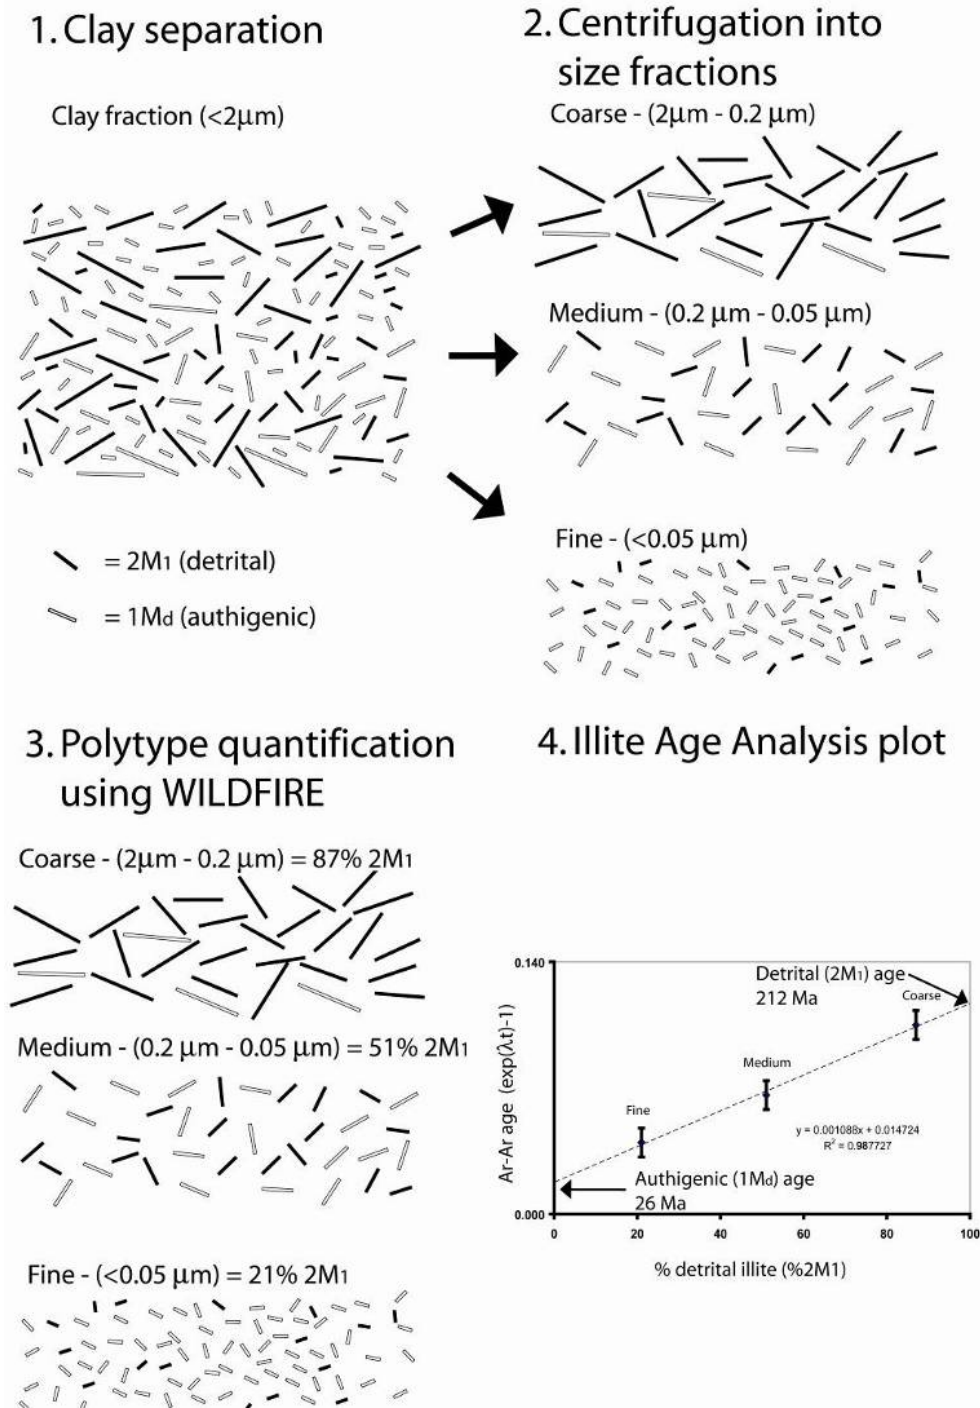 1. Clay separation
Clay fraction (<2µm)
= 2M1 (detrital)
= 1Md (authigenic)
2. Centrifugation into
size fractions
Coarse - (2µm - 0.2 µm)
Medium - (0.2 µm - 0.05 µm)
Fine - (<0.05 µm)
3. Polytype quantification
using WILDFIRE
Coarse - (2µm - 0.2 µm) = 87% 2M1
Medium - (0.2 µm - 0.05 µm) = 51% 2M1
Fine - (<0.05 µm) = 21% 2M1
4. Illite Age Analysis plot
0.140
Detrital (2M1) age
212 Ma
Coarse
Medium
Fine
y = 0.001088x + 0.014724
R2 = 0.987727
Authigenic (1Md) age
26 Ma
Ar-Ar age (exp(λt)-1)
0.000
0 20 40 60 80 100
% detrital illite (%2M1)